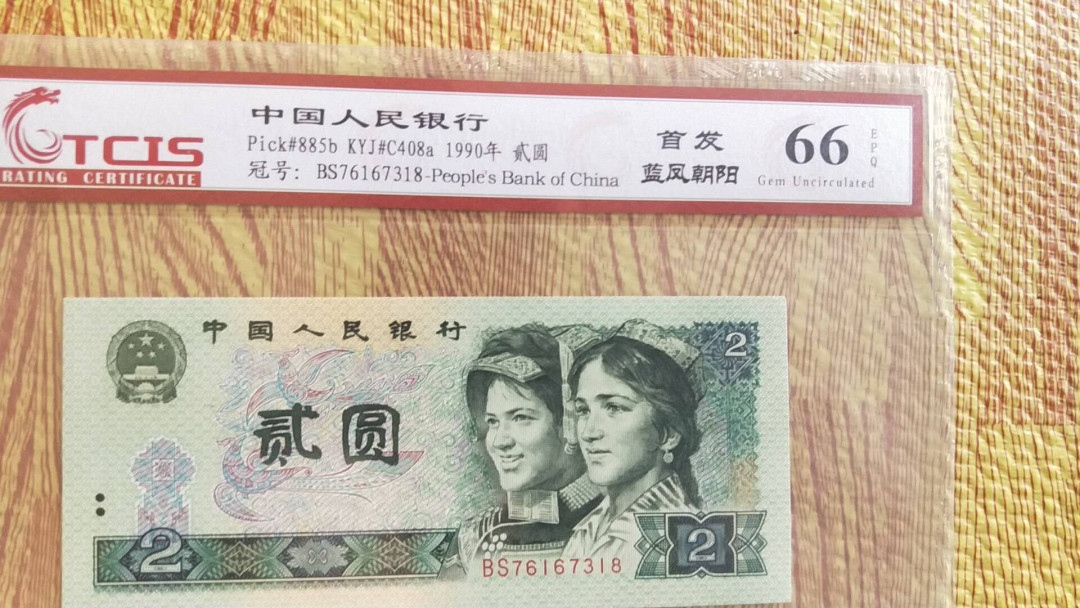 TCIS
RATING CERTIFICATE
中国人民银行
Pick#885b KYJ#C408a 1990年 贰圆
冠号: BS76167318-People's Bank of China
首发
蓝凤朝阳
66 EPQ
Gem Uncirculated
中国人民银行
2
贰圆
2
2
BS76167318